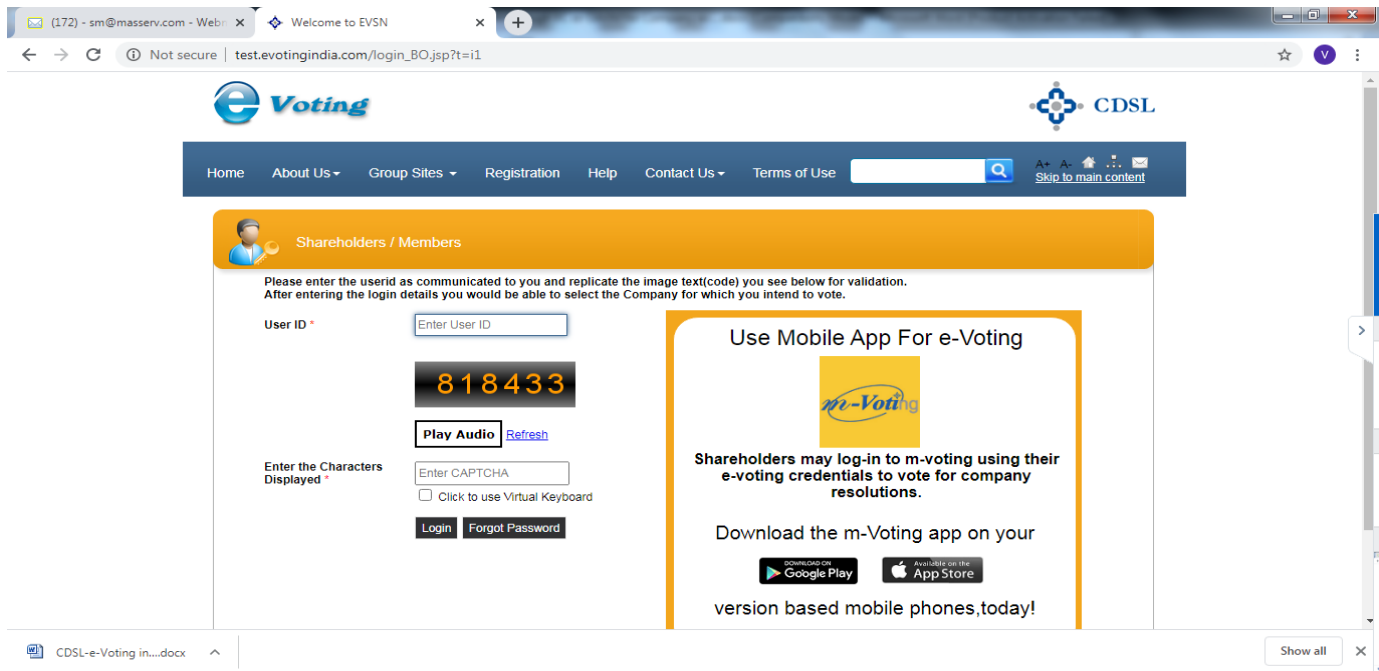 (172) - sm@masserv.com - Webm
Welcome to EVSN
Not secure | test.evotingindia.com/login_BO.jsp?t=i1
V
e Voting
CDSL
Home About Us Group Sites Registration Help Contact Us Terms of Use
A+ A-
Skip to main content
Shareholders / Members
Please enter the userid as communicated to you and replicate the image text(code) you see below for validation.
After entering the login details you would be able to select the Company for which you intend to vote.
User ID *
Enter User ID
818433
Play Audio Refresh
Enter the Characters
Displayed *
Enter CAPTCHA
Click to use Virtual Keyboard
Login Forgot Password
Use Mobile App For e-Voting
m-Voting
Shareholders may log-in to m-voting using their
e-voting credentials to vote for company
resolutions.
Download the m-Voting app on your
DOWNLOAD ON
Google Play
Available on the
App Store
version based mobile phones,today!
CDSL-e-Voting in....docx
Show all